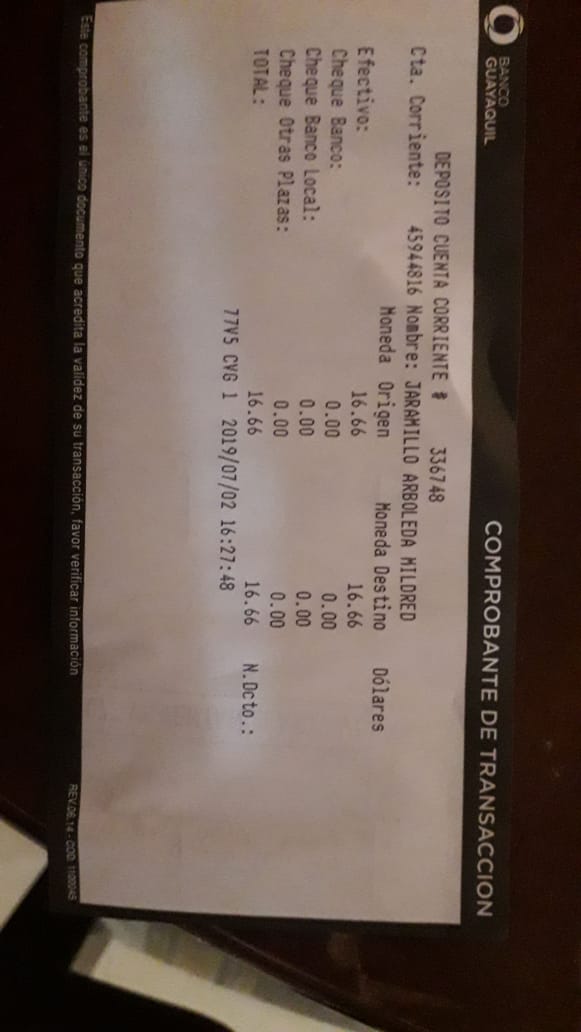 BANCO
GUAYAQUIL
COMPROBANTE DE TRANSACCION
DEPOSITO CUENTA CORRIENTE # 336748
Cta. Corriente: 45944816 Nombre: JARAMILLO ARBOLEDA MILDRED
Moneda Origen Moneda Destino Dólares
Efectivo: 16.66 16.66
Cheque Banco: 0.00 0.00
Cheque Banco Local: 0.00 0.00
Cheque Otras Plazas: 0.00 0.00
TOTAL: 16.66 16.66 N.Dcto.:
77V5 CVG 1 2019/07/02 16:27:48
Este comprobante es el único documento que acredita la validez de su transacción, favor verificar información
REV.06.14 - COD. 1100045